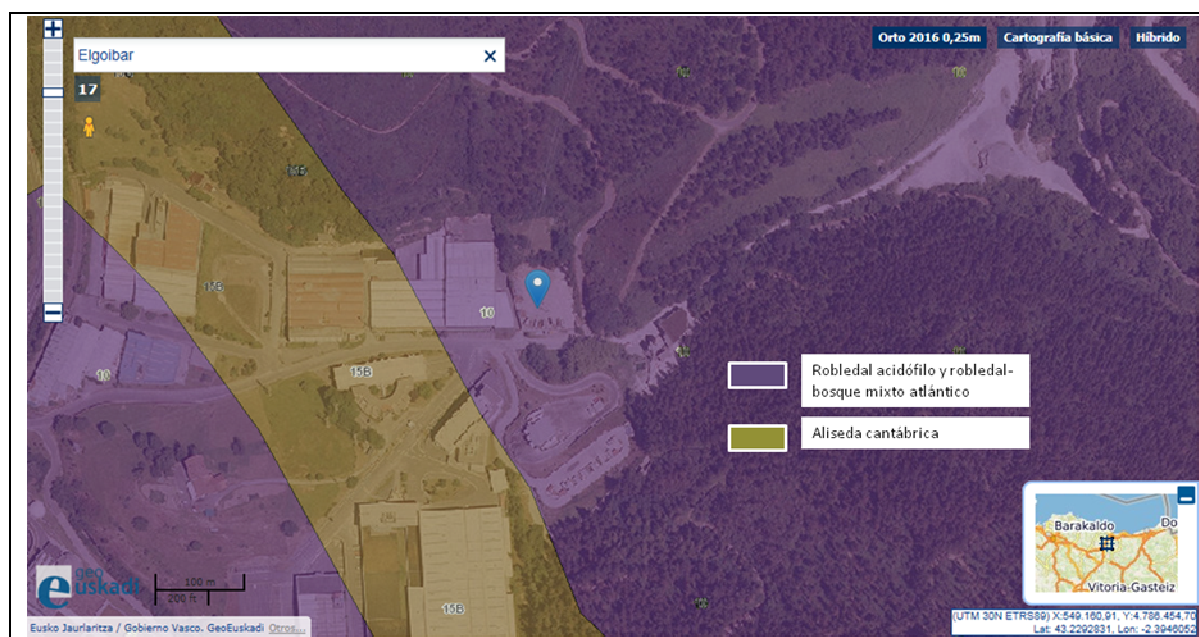 Elgoibar ×
17
Orto 2016 0,25m Cartografía básica Híbrido
15B
10
10
15B
15B
Robledal acidófilo y robledal-
bosque mixto atlántico
Aliseda cantábrica
Barakaldo Do
Vitoria-Gasteiz
geo
euskadi
100 m
200 ft
Eusko Jaurlaritza / Gobierno Vasco. GeoEuskadi Otros...
(UTM 30N ETRS89) X:549.160,91, Y:4.786.454,70
Lat: 43.2292831, Lon: -2.3946052